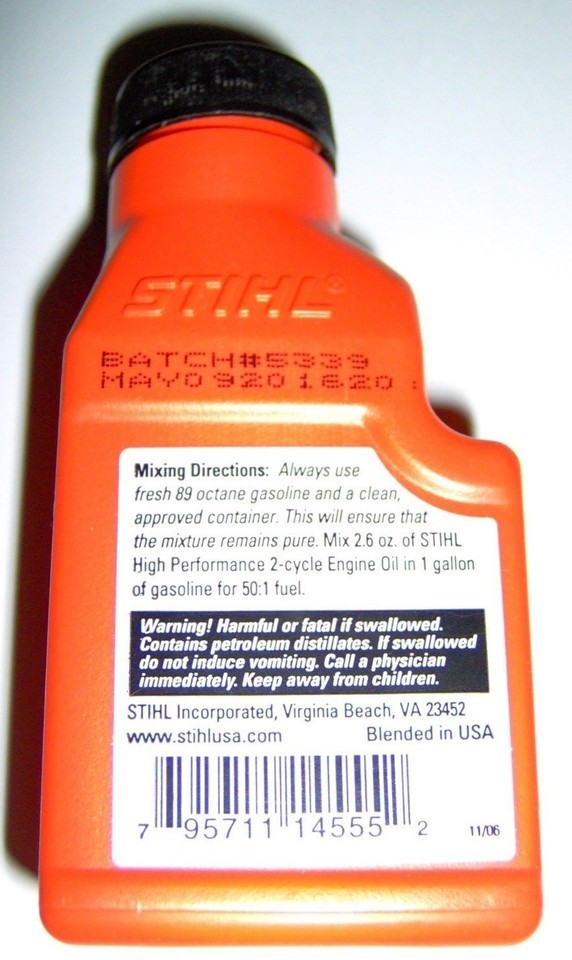 STIHL®
BATCH#5339
MAY0920 1620 :
Mixing Directions: Always use
fresh 89 octane gasoline and a clean,
approved container. This will ensure that
the mixture remains pure. Mix 2.6 oz. of STIHL
High Performance 2-cycle Engine Oil in 1 gallon
of gasoline for 50:1 fuel.
Warning! Harmful or fatal if swallowed.
Contains petroleum distillates. If swallowed
do not induce vomiting. Call a physician
immediately. Keep away from children.
STIHL Incorporated, Virginia Beach, VA 23452
www.stihlusa.com Blended in USA
7 95711 14555 2 11/06